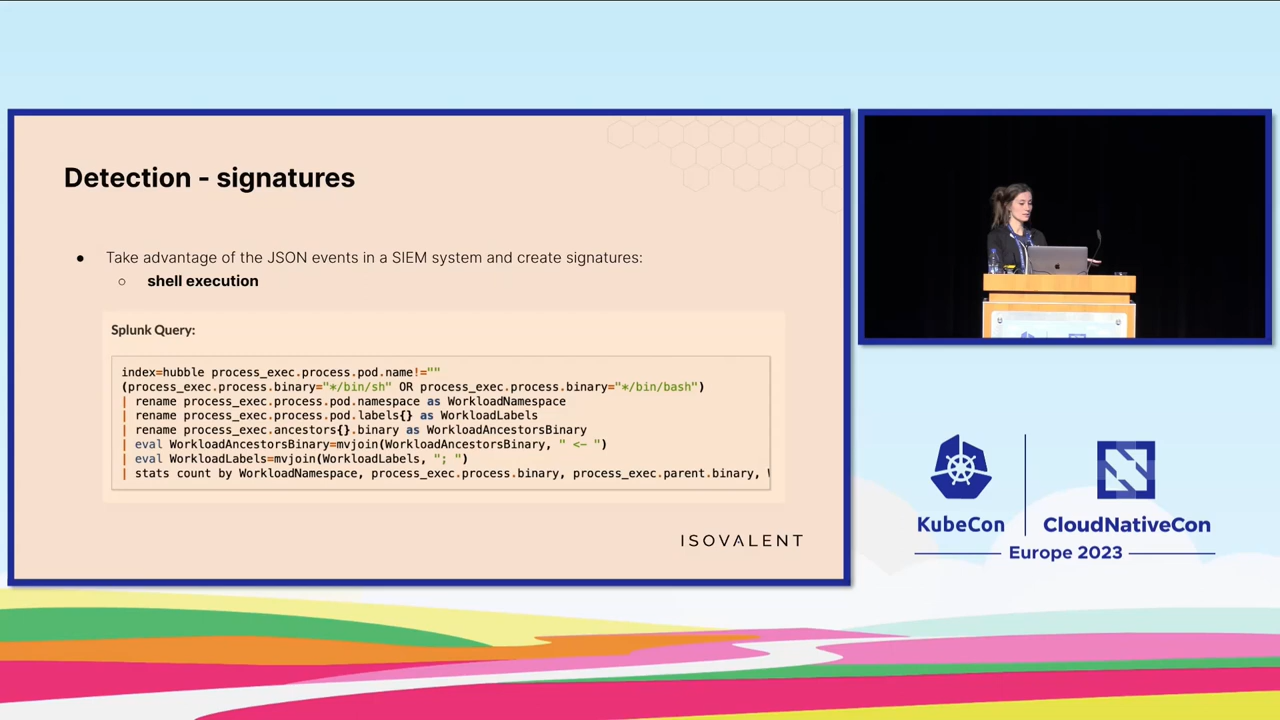 Detection - signatures
● Take advantage of the JSON events in a SIEM system and create signatures:
○ shell execution
Splunk Query:
index=hubble process_exec.process.pod.name!=""
(process_exec.process.binary="*/bin/sh" OR process_exec.process.binary="*/bin/bash")
| rename process_exec.process.pod.namespace as WorkloadNamespace
| rename process_exec.process.pod.labels{} as WorkloadLabels
| rename process_exec.ancestors{}.binary as WorkloadAncestorsBinary
| eval WorkloadAncestorsBinary=mvjoin(WorkloadAncestorsBinary, " <- ")
| eval WorkloadLabels=mvjoin(WorkloadLabels, "; ")
| stats count by WorkloadNamespace, process_exec.process.binary, process_exec.parent.binary,
ISOVALENT
KubeCon
CloudNativeCon
Europe 2023